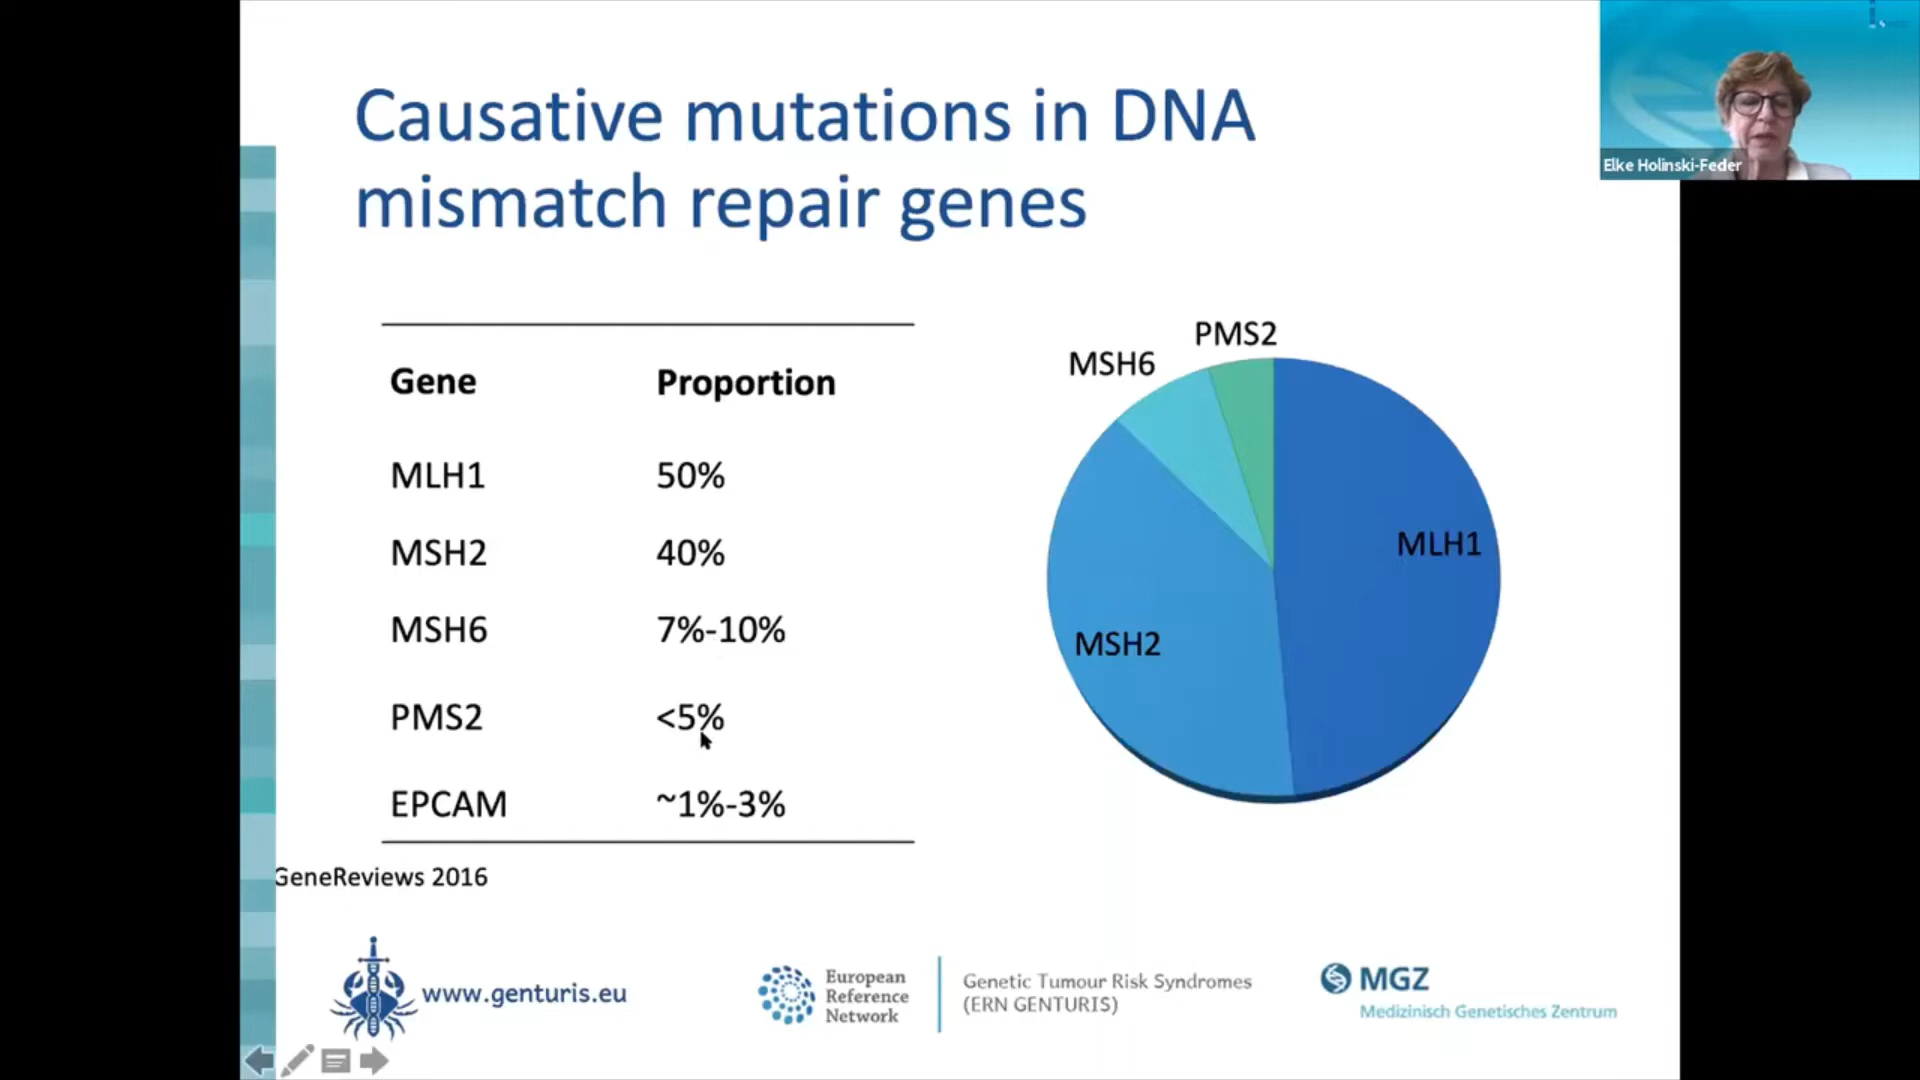 Causative mutations in DNA
mismatch repair genes
Elke Holinski-Feder
Gene Proportion
MLH1 50%
MSH2 40%
MSH6 7%-10%
PMS2 <5%
EPCAM ~1%-3%
PMS2
MSH6
MLH1
MSH2
GeneReviews 2016
www.genturis.eu
European
Reference
Network
Genetic Tumour Risk Syndromes
(ERN GENTURIS)
MGZ
Medizinisch Genetisches Zentrum